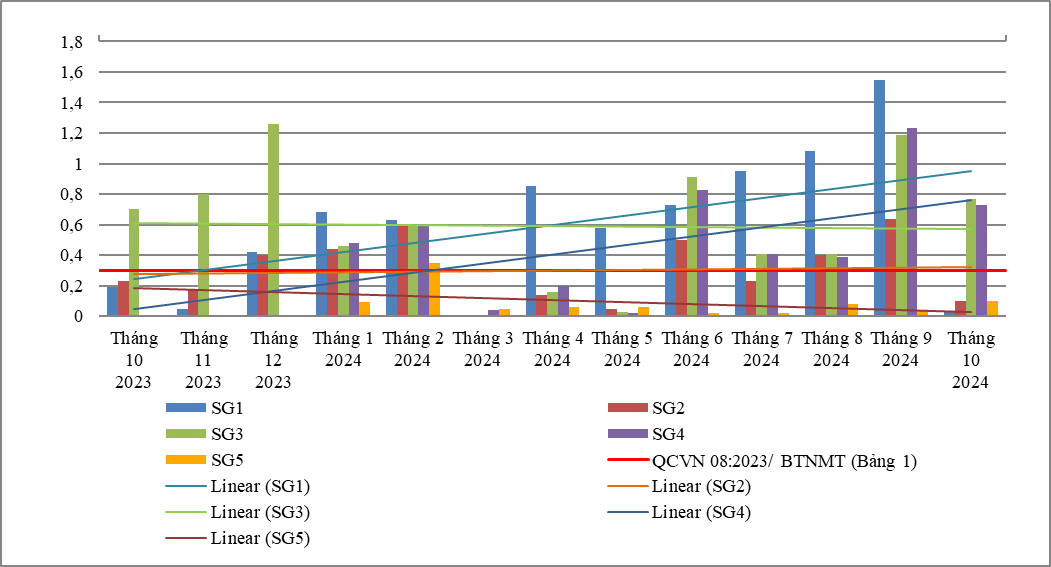 1,8
1,6
1,4
1,2
1
0,8
0,6
0,4
0,2
0
Tháng 10 2023
Tháng 11 2023
Tháng 12 2023
Tháng 1 2024
Tháng 2 2024
Tháng 3 2024
Tháng 4 2024
Tháng 5 2024
Tháng 6 2024
Tháng 7 2024
Tháng 8 2024
Tháng 9 2024
Tháng 10 2024
SG1
SG2
SG3
SG4
SG5
QCVN 08:2023/ BTNMT (Bảng 1)
Linear (SG1)
Linear (SG2)
Linear (SG3)
Linear (SG4)
Linear (SG5)